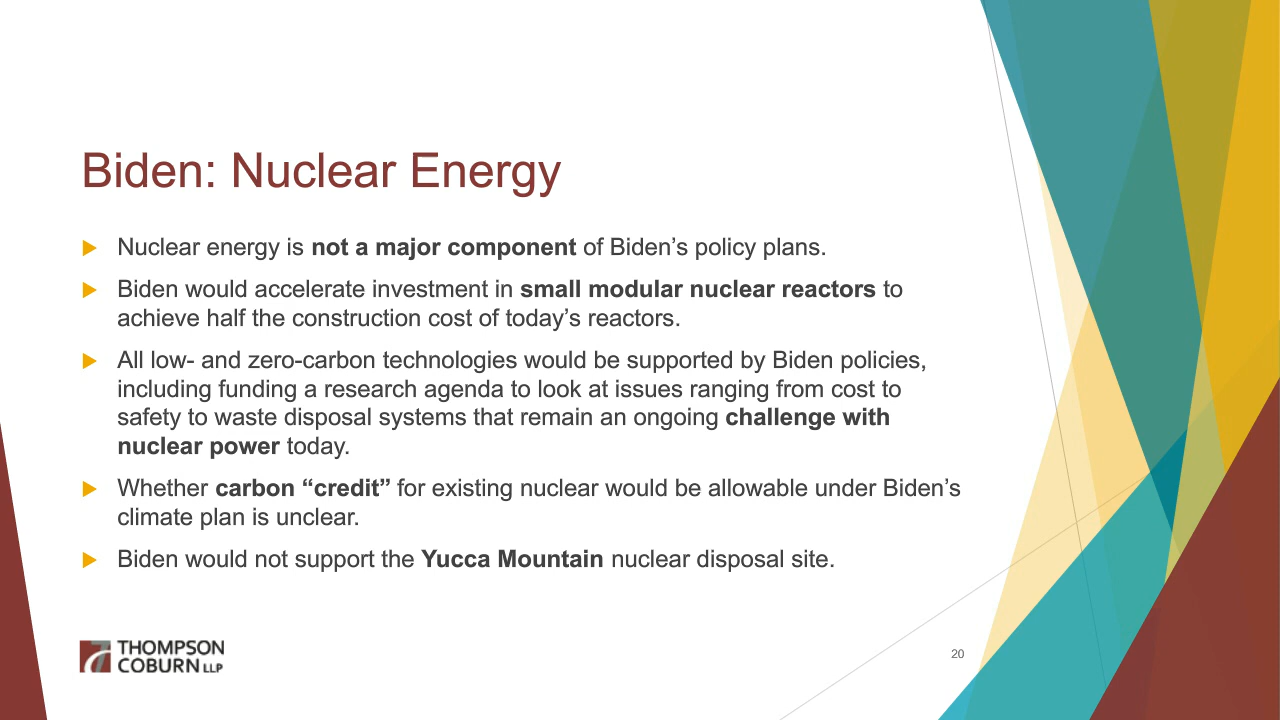 Biden: Nuclear Energy
Nuclear energy is not a major component of Biden’s policy plans.
Biden would accelerate investment in small modular nuclear reactors to
achieve half the construction cost of today’s reactors.
All low- and zero-carbon technologies would be supported by Biden policies,
including funding a research agenda to look at issues ranging from cost to
safety to waste disposal systems that remain an ongoing challenge with
nuclear power today.
Whether carbon “credit” for existing nuclear would be allowable under Biden’s
climate plan is unclear.
Biden would not support the Yucca Mountain nuclear disposal site.
THOMPSON
COBURN LLP
20